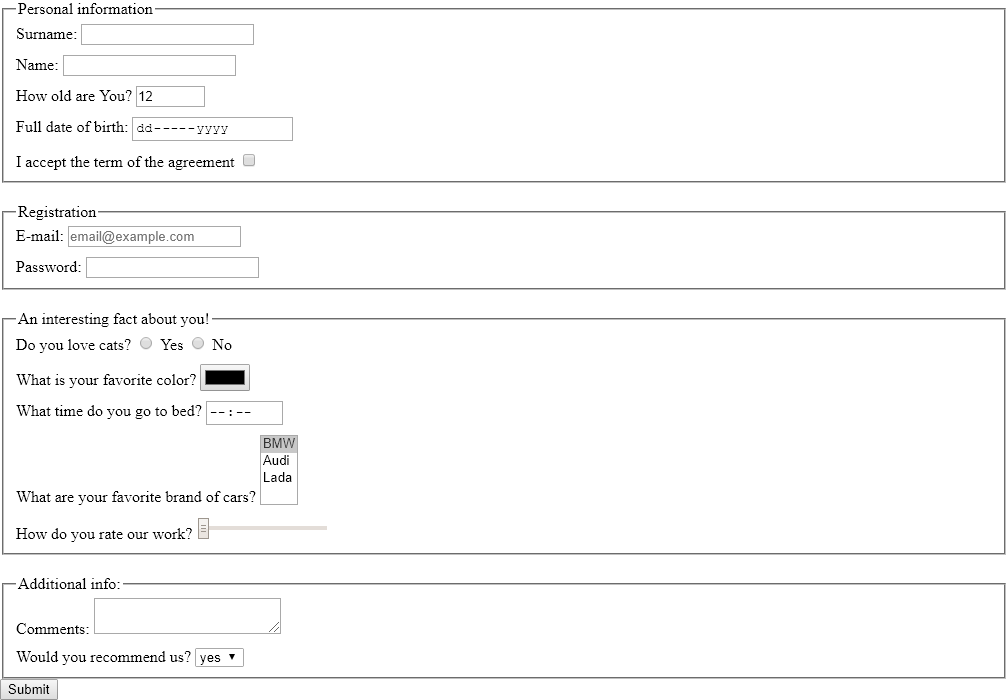 Personal information
Surname:
Name:
How old are You? 12
Full date of birth: dd-----yyyy
I accept the term of the agreement
Registration
E-mail: email@example.com
Password:
An interesting fact about you!
Do you love cats? Yes No
What is your favorite color?
What time do you go to bed? --:--
BMW
Audi
Lada
What are your favorite brand of cars?
How do you rate our work?
Additional info:
Comments:
Would you recommend us? yes
Submit